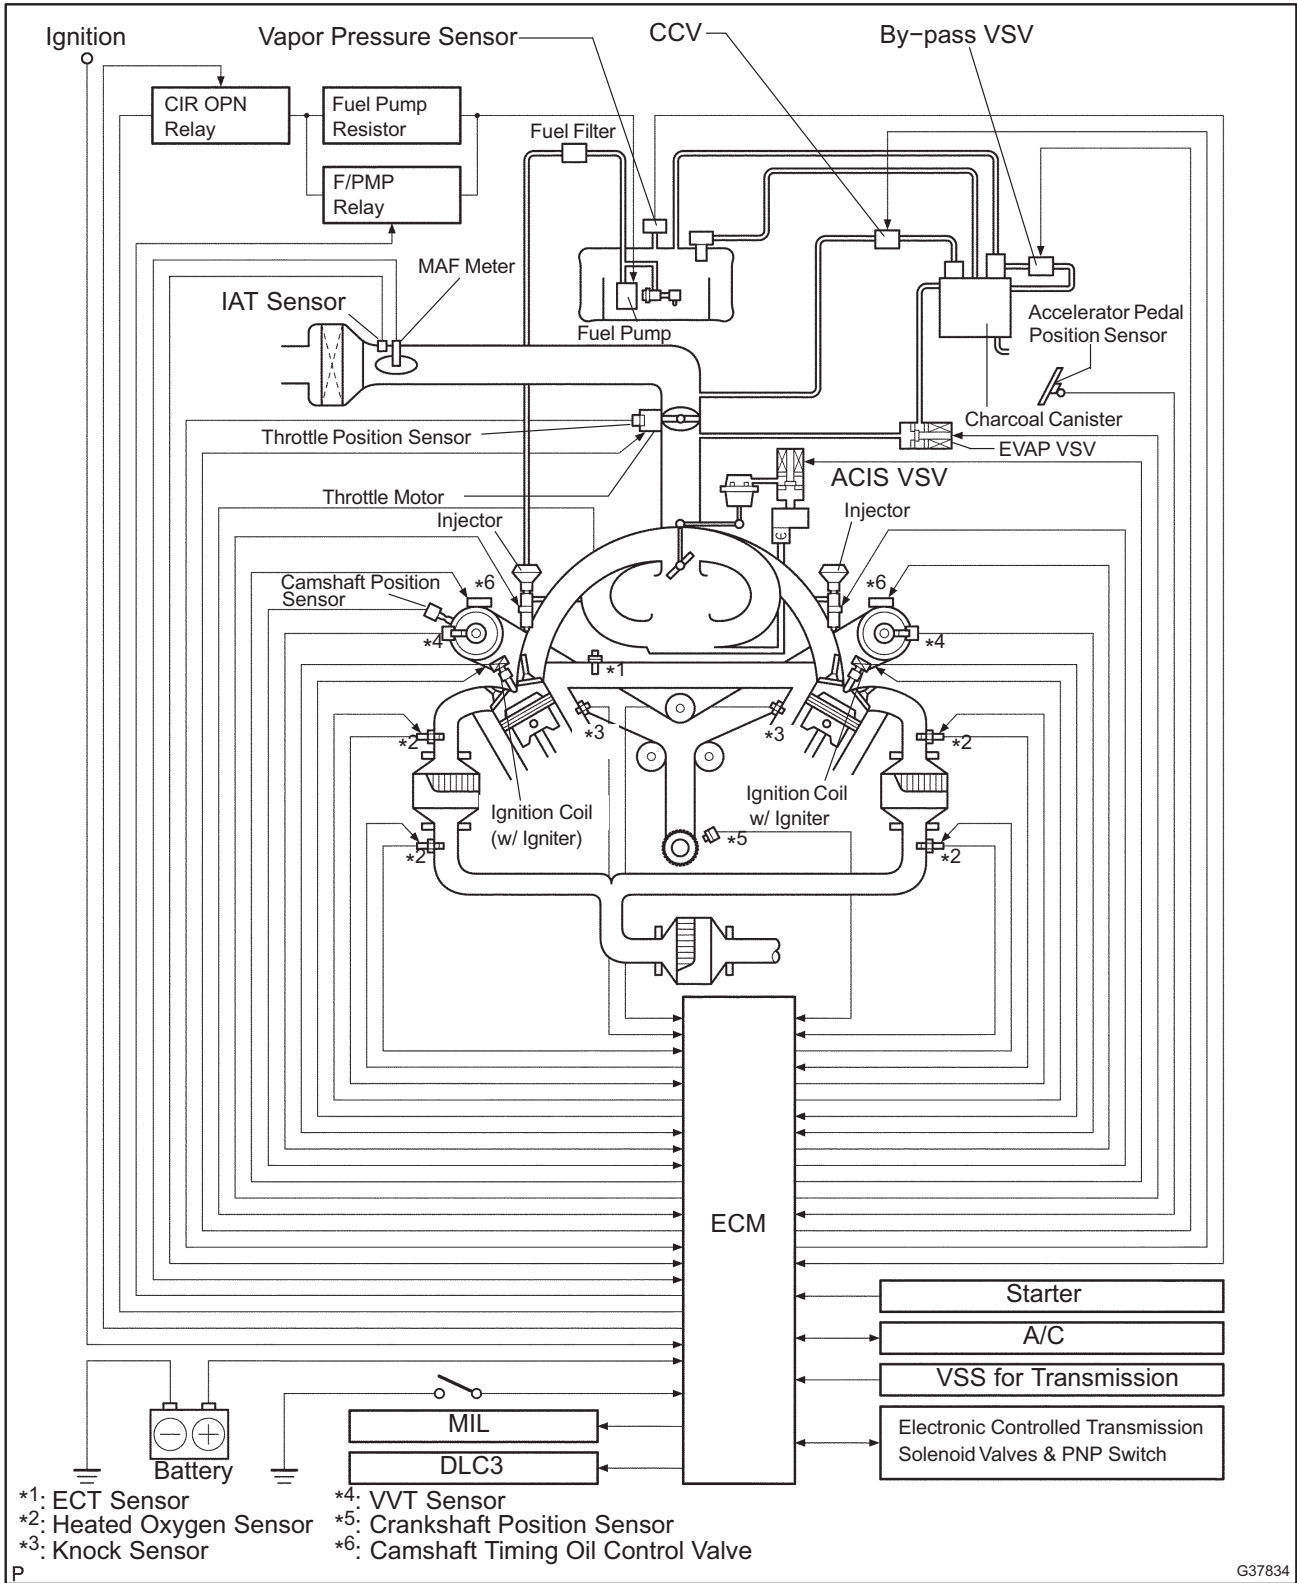 Ignition
Vapor Pressure Sensor
CCV
By-pass VSV
CIR OPN
Relay
Fuel Pump
Resistor
Fuel Filter
F/PMP
Relay
MAF Meter
IAT Sensor
Fuel Pump
Accelerator Pedal
Position Sensor
Charcoal Canister
Throttle Position Sensor
EVAP VSV
ACIS VSV
Throttle Motor
Injector
Injector
Camshaft Position
Sensor
*6
*6
*4
*4
*1
*3
*3
*2
*2
Ignition Coil
(w/ Igniter)
Ignition Coil
w/ Igniter
*5
*2
*2
ECM
Starter
A/C
VSS for Transmission
Electronic Controlled Transmission
Solenoid Valves & PNP Switch
MIL
DLC3
Battery
*1: ECT Sensor
*2: Heated Oxygen Sensor
*3: Knock Sensor
*4: VVT Sensor
*5: Crankshaft Position Sensor
*6: Camshaft Timing Oil Control Valve
P
G37834